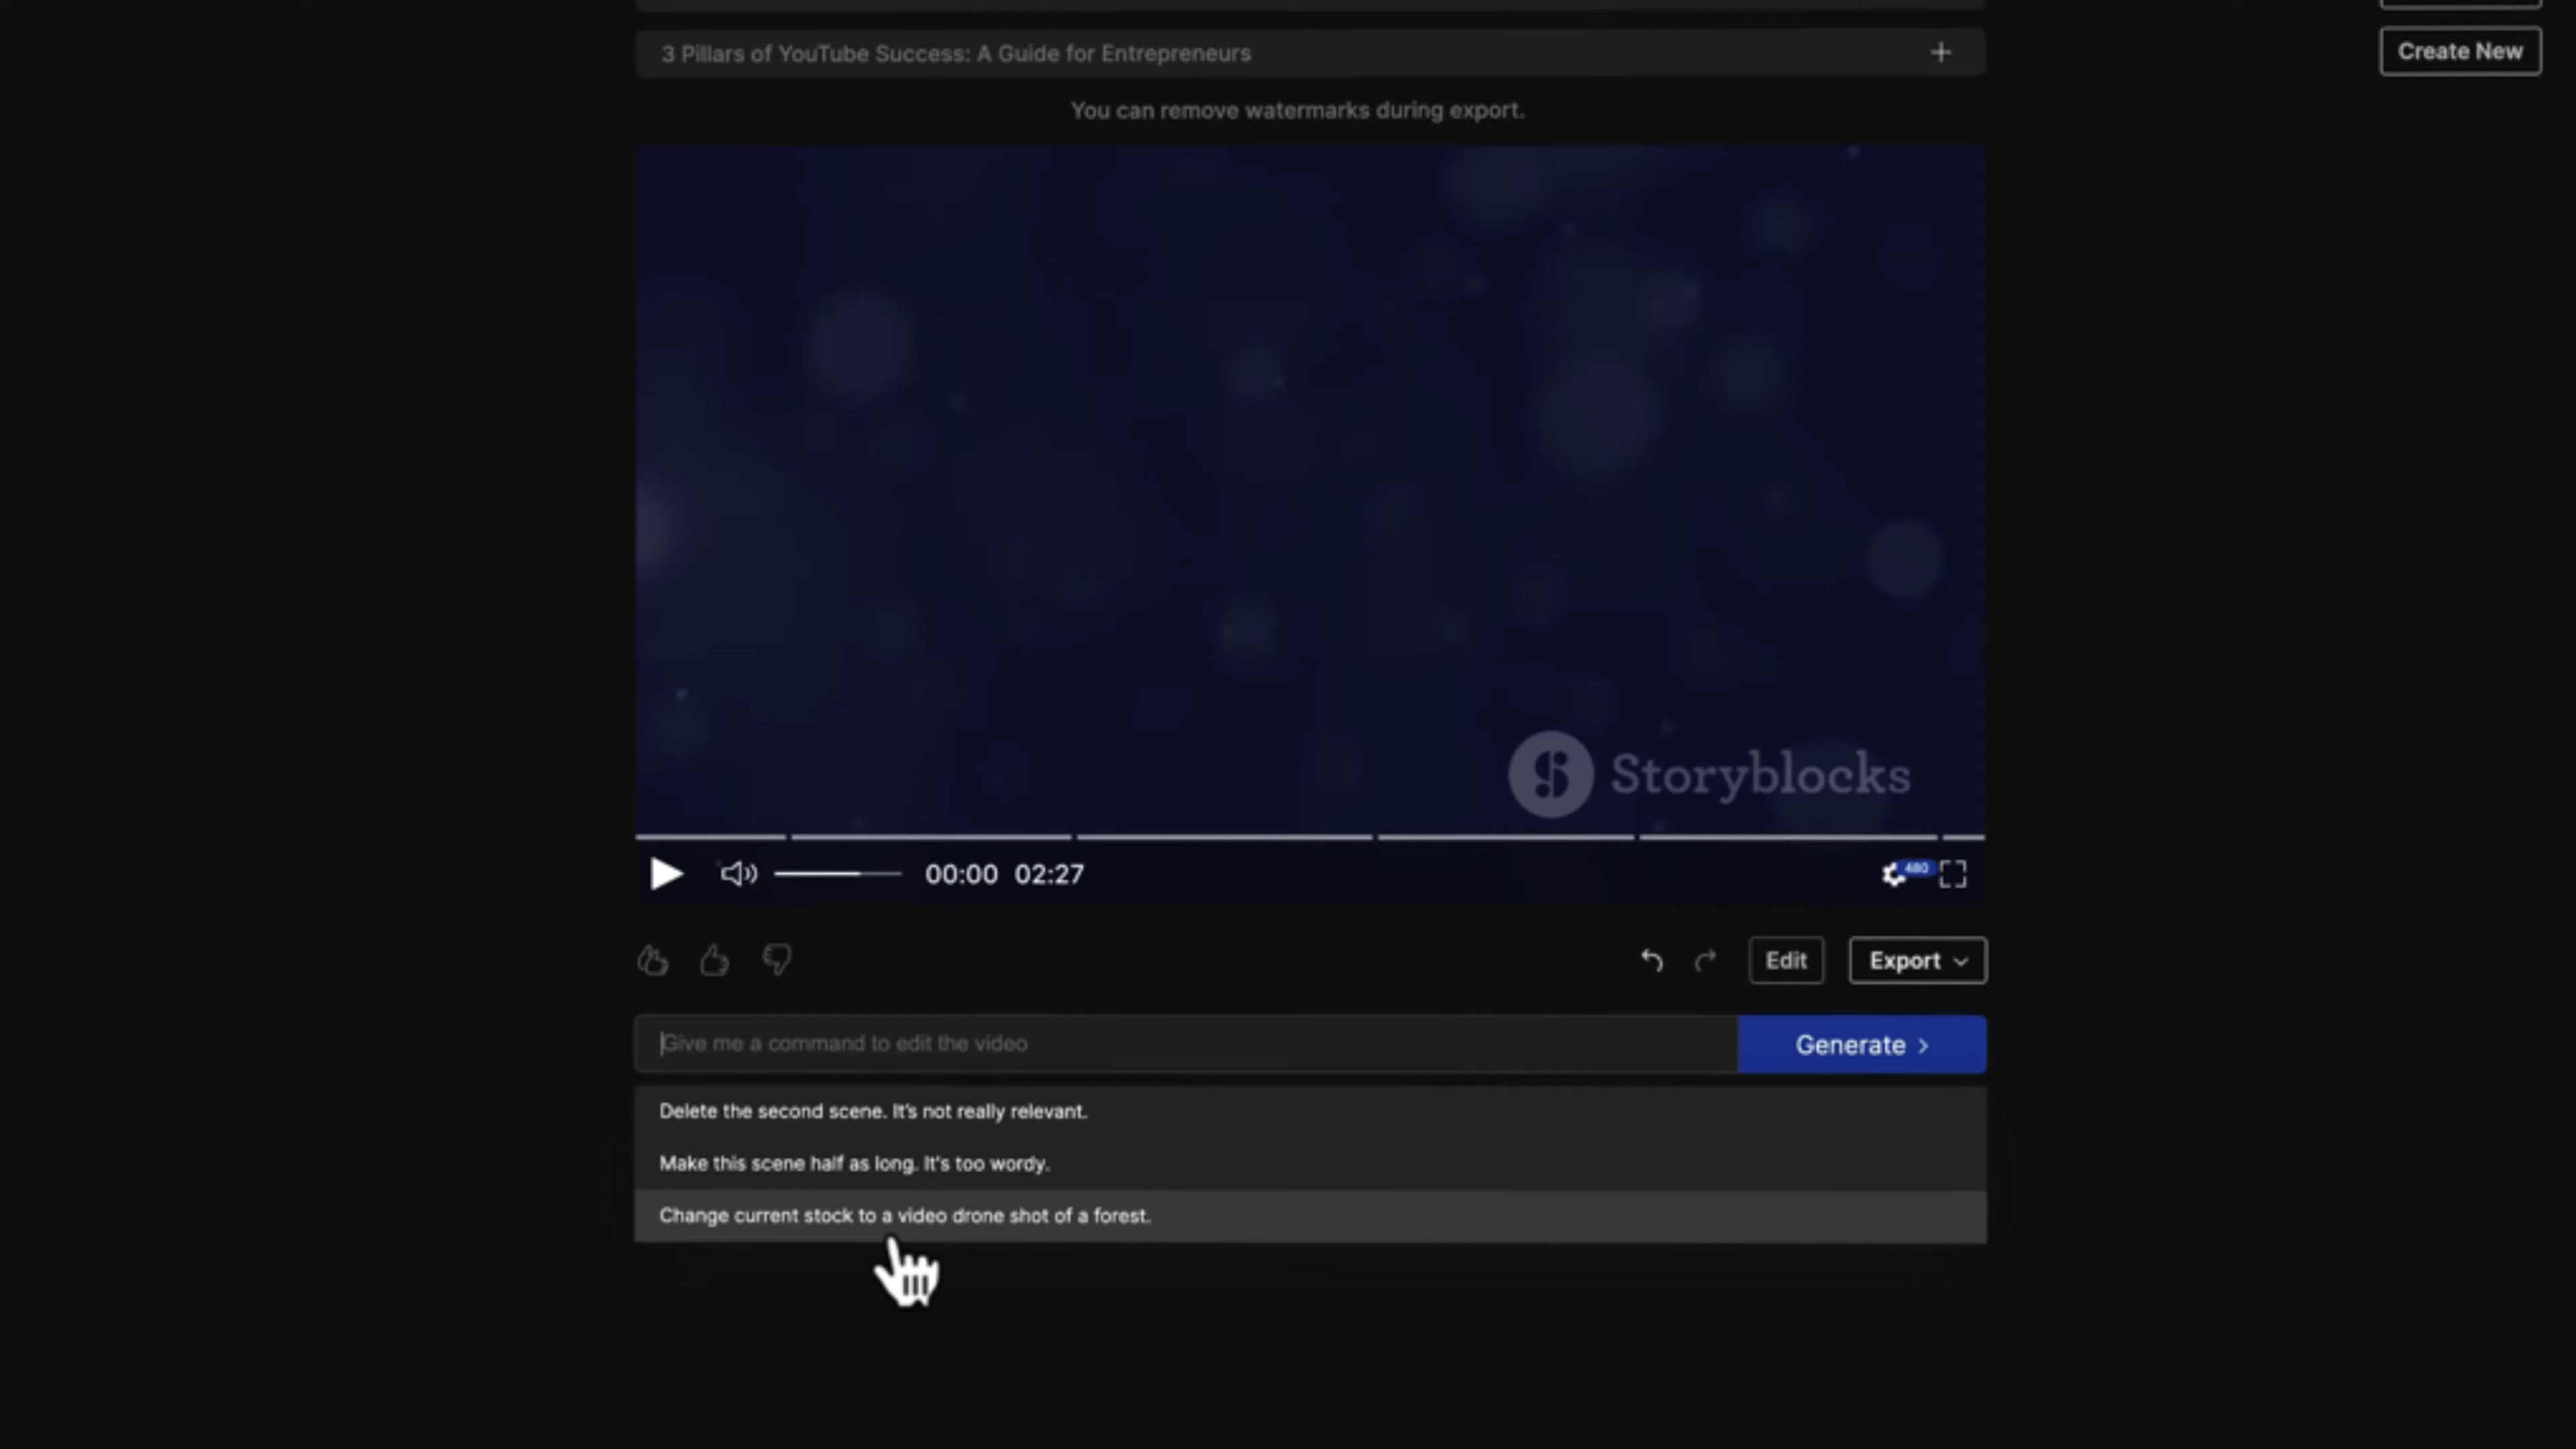 3 Pillars of YouTube Success: A Guide for Entrepreneurs
Create New
You can remove watermarks during export.
Storyblocks
00:00 02:27
480
Edit
Export
Give me a command to edit the video
Generate
Delete the second scene. It's not really relevant.
Make this scene half as long. It's too wordy.
Change current stock to a video drone shot of a forest.